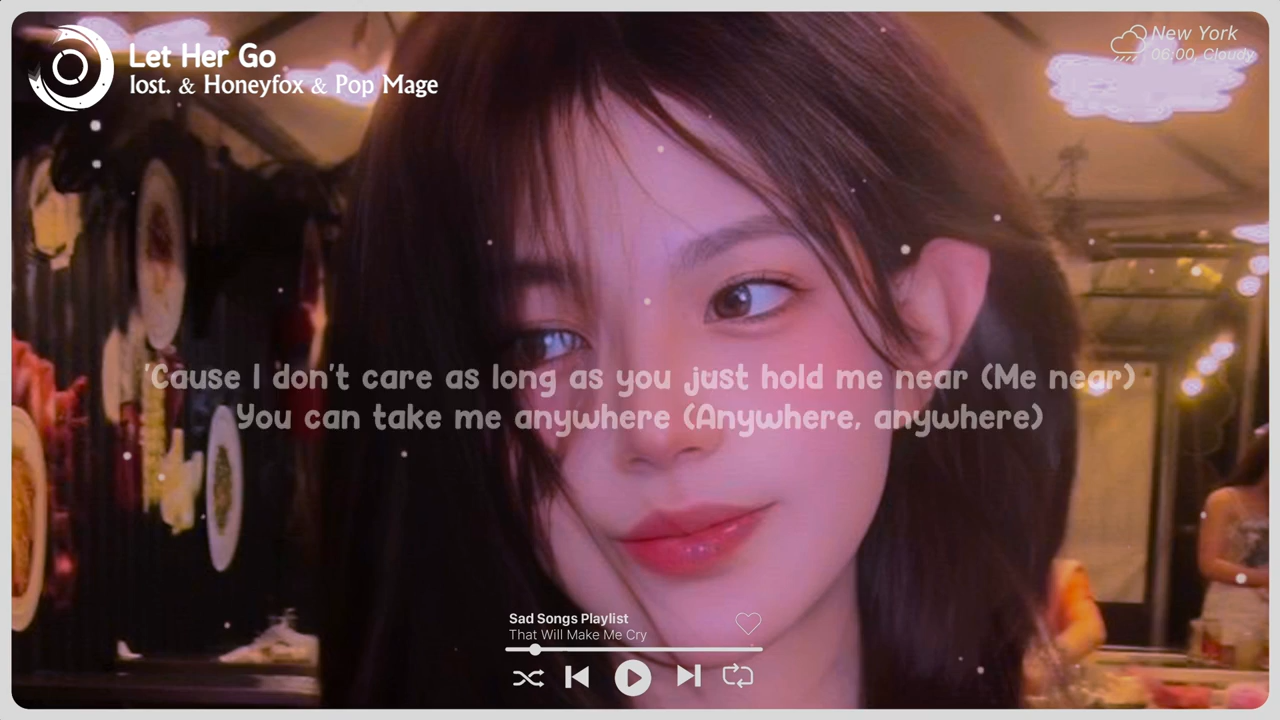 Let Her Go
lost. & Honeyfox & Pop Mage
New York
06:00, Cloudy
'Cause I don't care as long as you just hold me near (Me near)
You can take me anywhere (Anywhere, anywhere)
Sad Songs Playlist
That Will Make Me Cry